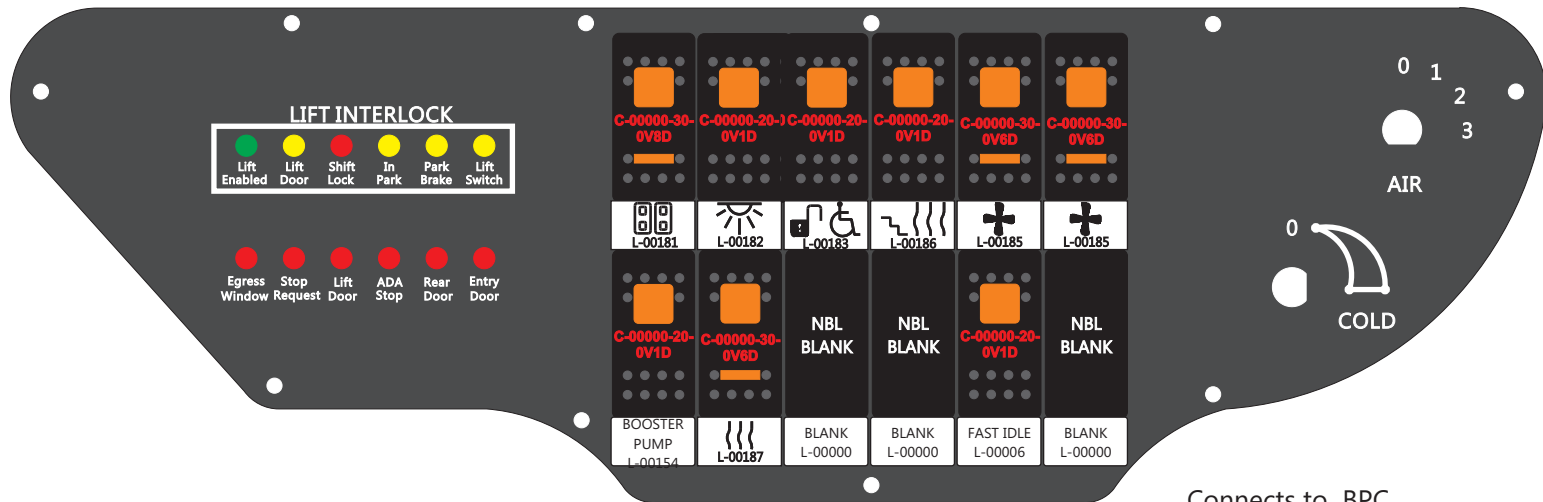 LIFT INTERLOCK
Lift
Enabled
Lift
Door
Shift
Lock
In
Park
Park
Brake
Lift
Switch
Egress
Window
Stop
Request
Lift
Door
ADA
Stop
Rear
Door
Entry
Door
C-00000-30-
0V8D
C-00000-20-
0V1D
C-00000-20-
0V1D
C-00000-20-
0V1D
C-00000-30-
0V6D
C-00000-30-
0V6D
L-00181
L-00182
L-00183
L-00186
L-00185
L-00185
C-00000-20-
0V1D
C-00000-30-
0V6D
NBL
BLANK
NBL
BLANK
C-00000-20-
0V1D
NBL
BLANK
BOOSTER
PUMP
L-00154
L-00187
BLANK
L-00000
BLANK
L-00000
FAST IDLE
L-00006
BLANK
L-00000
0
1
2
3
AIR
0
COLD
Connects to BPC